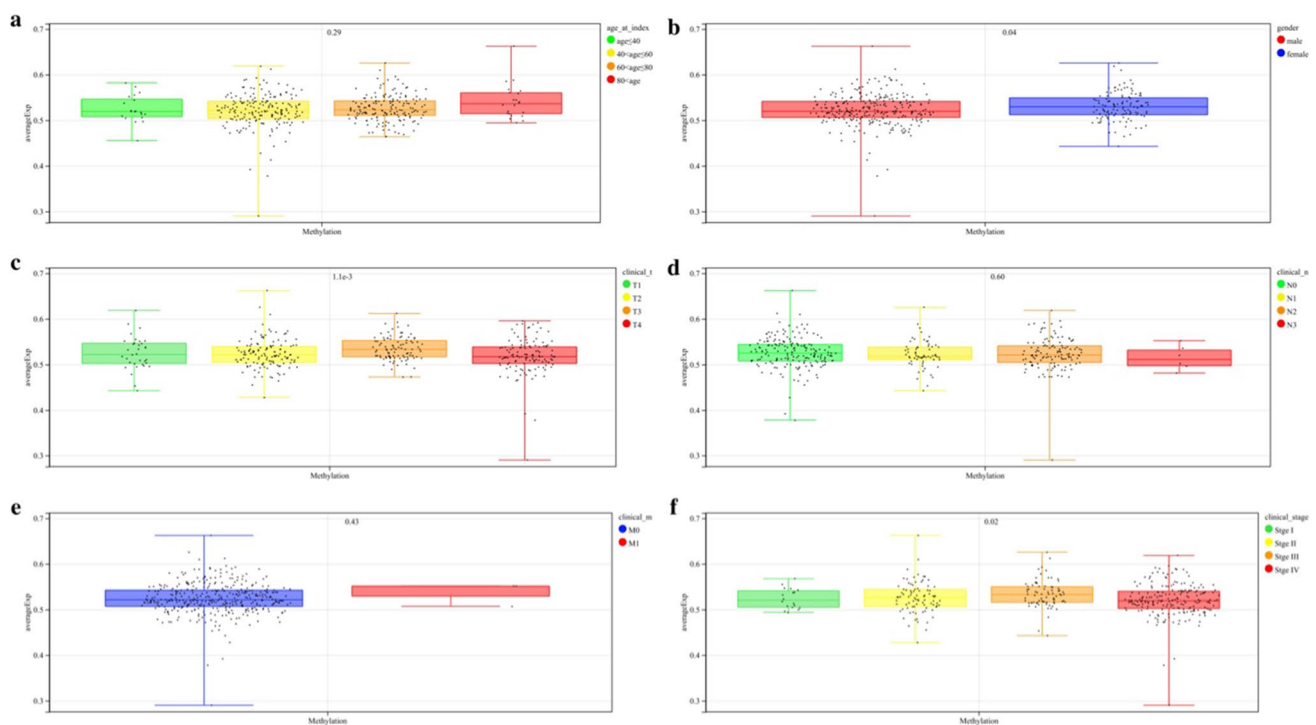 a
0.29
averageExp
0.7
0.6
0.5
0.4
0.3
Methylation
age_at_index
age≤40
40<age≤60
60<age≤80
80<age
b
0.04
averageExp
0.7
0.6
0.5
0.4
0.3
Methylation
gender
male
female
c
1.1e-3
averageExp
0.7
0.6
0.5
0.4
0.3
Methylation
clinical_t
T1
T2
T3
T4
d
0.60
averageExp
0.7
0.6
0.5
0.4
0.3
Methylation
clinical_n
N0
N1
N2
N3
e
0.43
averageExp
0.7
0.6
0.5
0.4
0.3
Methylation
clinical_m
M0
M1
f
0.02
averageExp
0.7
0.6
0.5
0.4
0.3
Methylation
clinical_stage
Stge I
Stge II
Stge III
Stge IV